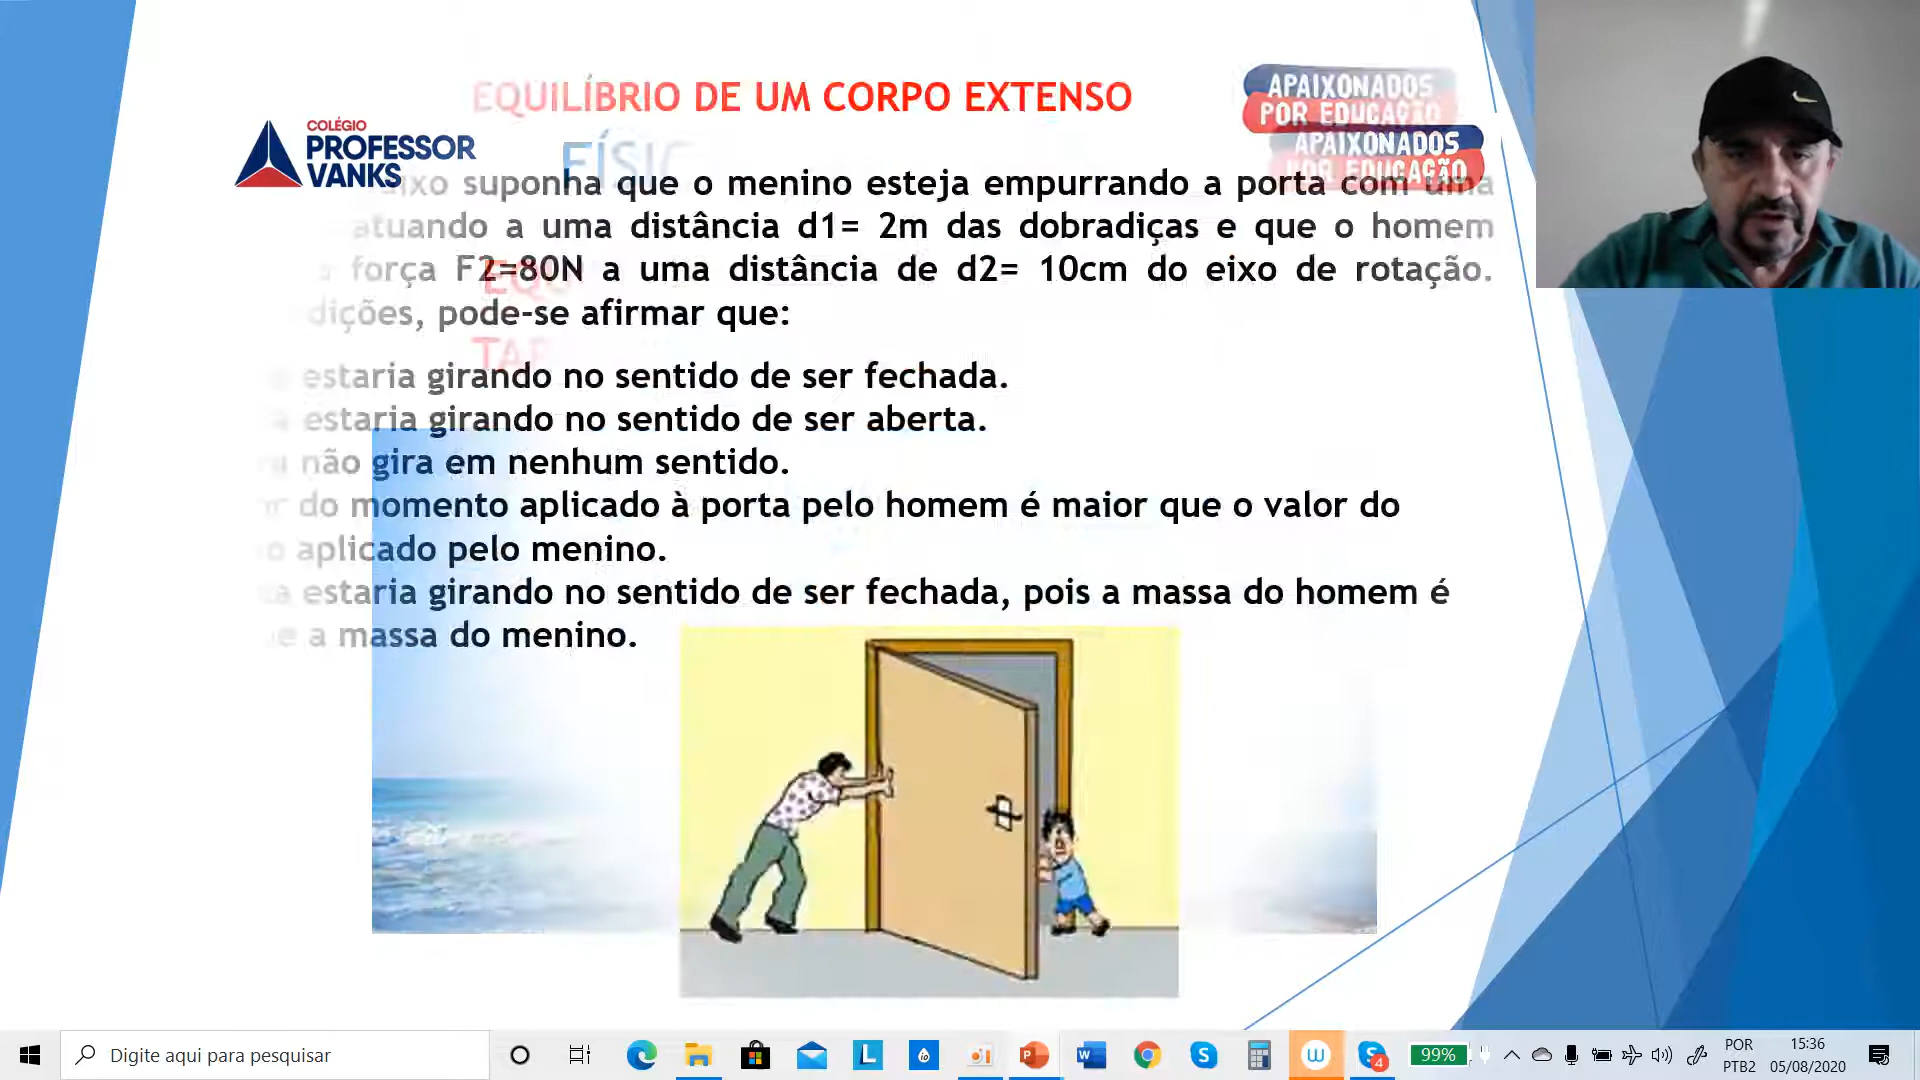 EQUILÍBRIO DE UM CORPO EXTENSO
APAIXONADOS
POR EDUCAÇÃO
APAIXONADOS
POR EDUCAÇÃO
COLÉGIO
PROFESSOR
VANKS
FÍSIC
suponha que o menino esteja empurrando a porta com uma
atuando a uma distância d1= 2m das dobradiças e que o homem
força F2=80N a uma distância de d2= 10cm do eixo de rotação.
pode-se afirmar que:
estaria girando no sentido de ser fechada.
estaria girando no sentido de ser aberta.
não gira em nenhum sentido.
do momento aplicado à porta pelo homem é maior que o valor do
aplicado pelo menino.
estaria girando no sentido de ser fechada, pois a massa do homem é
a massa do menino.
Digite aqui para pesquisar
99%
POR
PTB2
15:36
05/08/2020
4